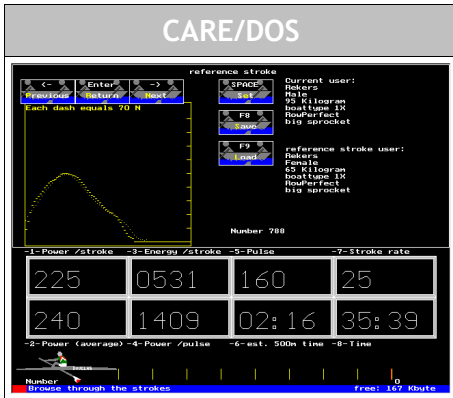 CARE/DOS
reference stroke
<- Enter ->
Previous Return Next
Each dash equals 70 N
SPACE
Set
F8
Save
F9
Load
Current user:
Rekers
Male
95 Kilogram
boattype 1X
RowPerfect
big sprocket
reference stroke user:
Rekers
Female
65 Kilogram
boattype 1X
RowPerfect
big sprocket
Number 788
-1-Power /stroke -3-Energy /stroke -5-Pulse -7-Stroke rate
225 0531 160 25
240 1409 02:16 35:39
-2-Power (average) -4-Power /pulse -6-est. 500m time -8-Time
Number 0
Browse through the strokes free: 167 Kbyte